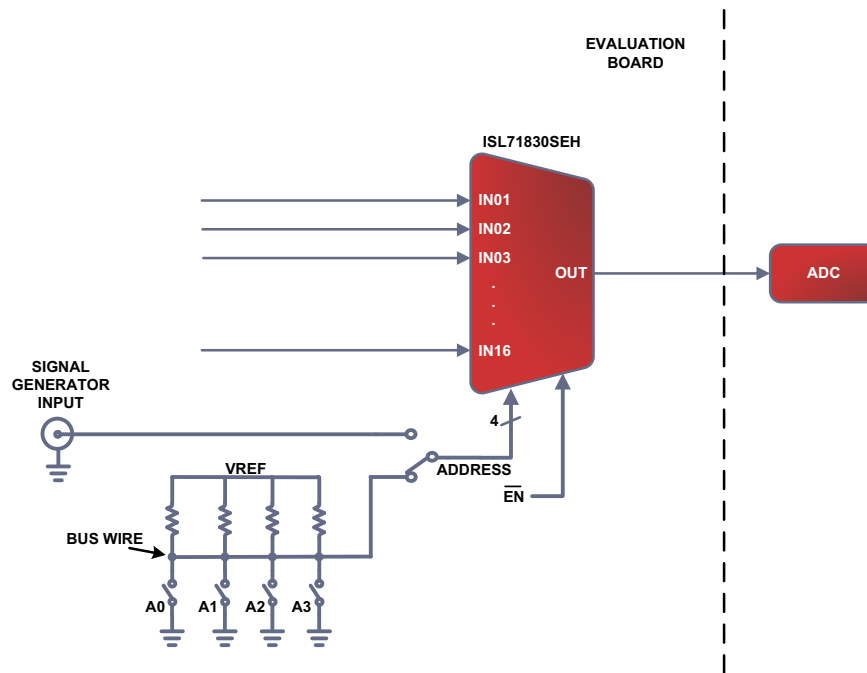 EVALUATION
BOARD
ISL71830SEH
IN01
IN02
IN03
OUT
ADC
.
.
.
IN16
SIGNAL
GENERATOR
INPUT
4
VREF
ADDRESS
EN
BUS WIRE
A0
A1
A2
A3